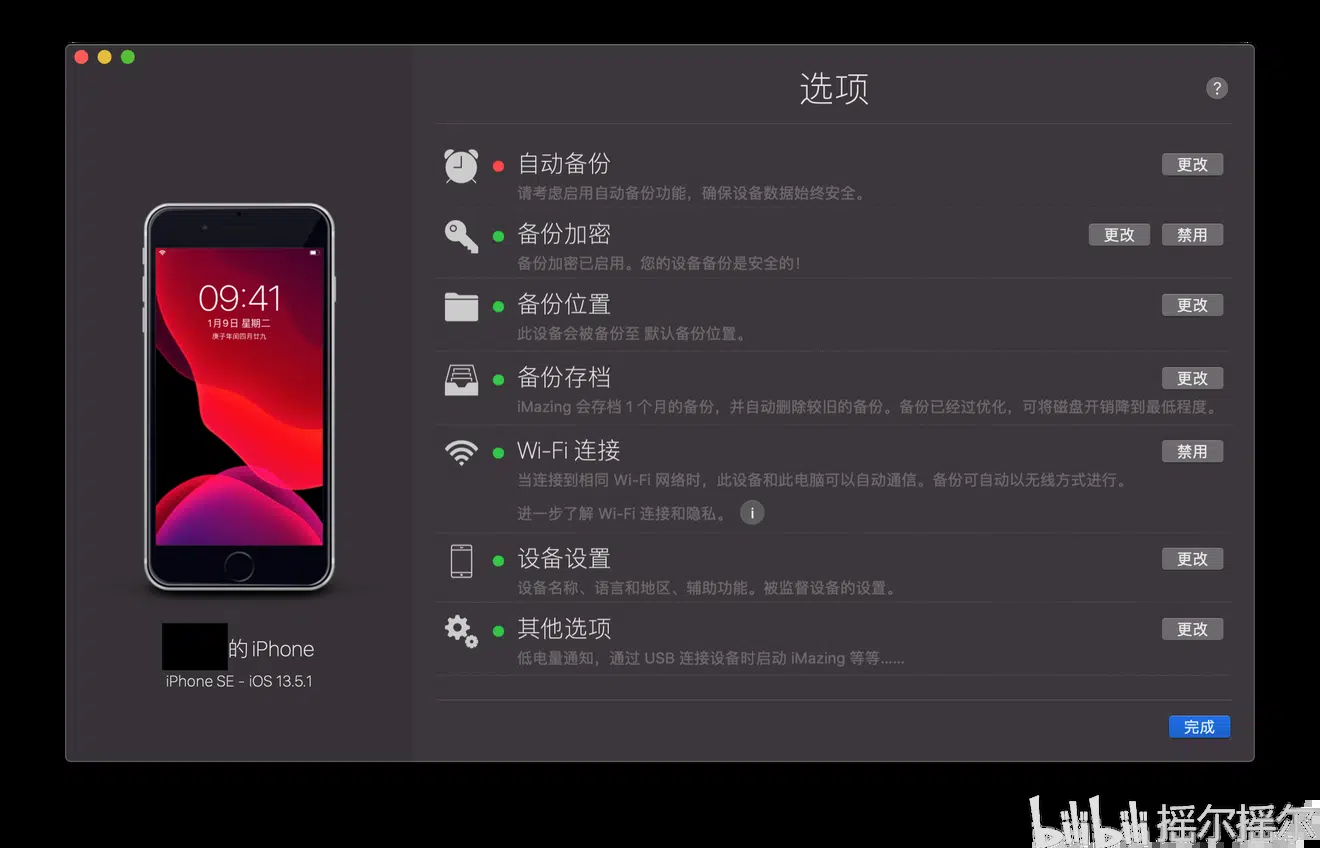 选项
?
自动备份
更改
请考虑启用自动备份功能，确保设备数据始终安全。
备份加密
更改
禁用
备份加密已启用。您的设备备份是安全的！
备份位置
更改
此设备会被备份至 默认备份位置。
备份存档
更改
iMazing 会存档 1 个月的备份，并自动删除较旧的备份。备份已经过优化，可将磁盘开销降到最低程度。
Wi-Fi 连接
禁用
当连接到相同 Wi-Fi 网络时，此设备和此电脑可以自动通信。备份可自动以无线方式进行。
进一步了解 Wi-Fi 连接和隐私。 i
设备设置
更改
设备名称、语言和地区、辅助功能。被监督设备的设置。
其他选项
更改
低电量通知，通过 USB 连接设备时启动 iMazing 等等……
完成
09:41
1月9日 星期二
庚子年闰四月廿九
的 iPhone
iPhone SE - iOS 13.5.1
bilibili 摇尔摇尔